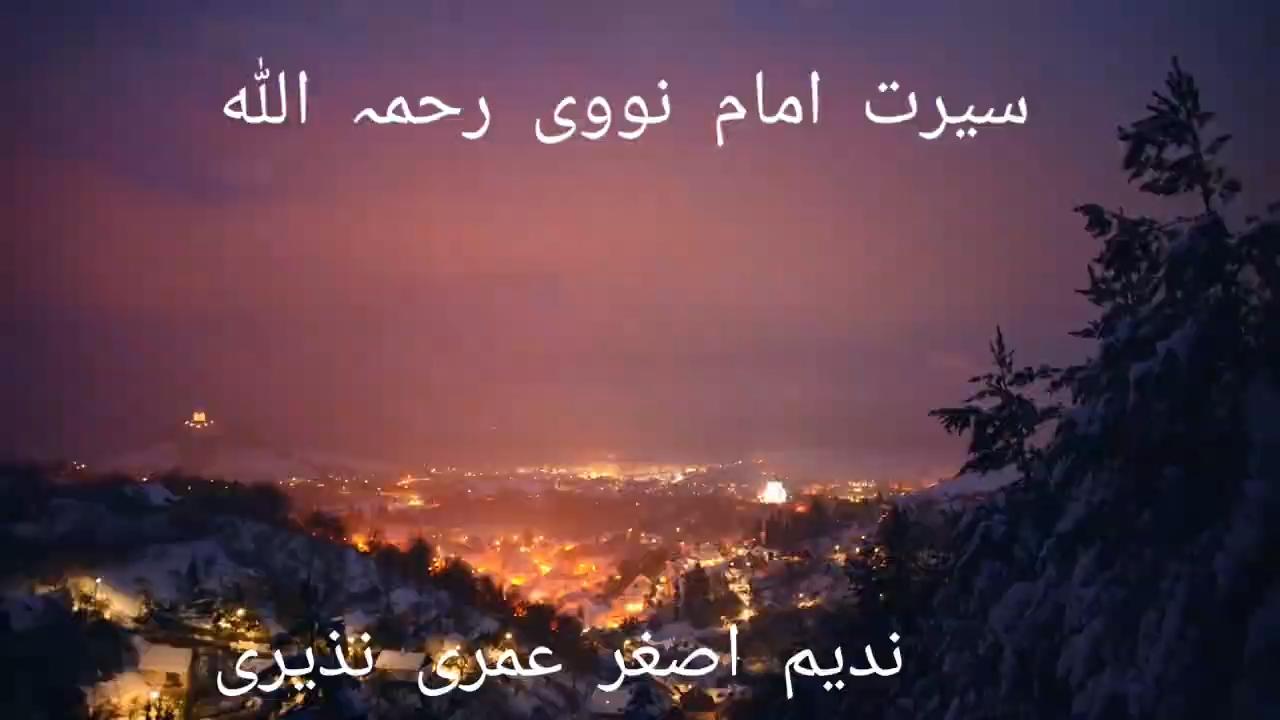 سیرت امام نووی رحمہ اللہ
ندیم اصغر عمری نذیری